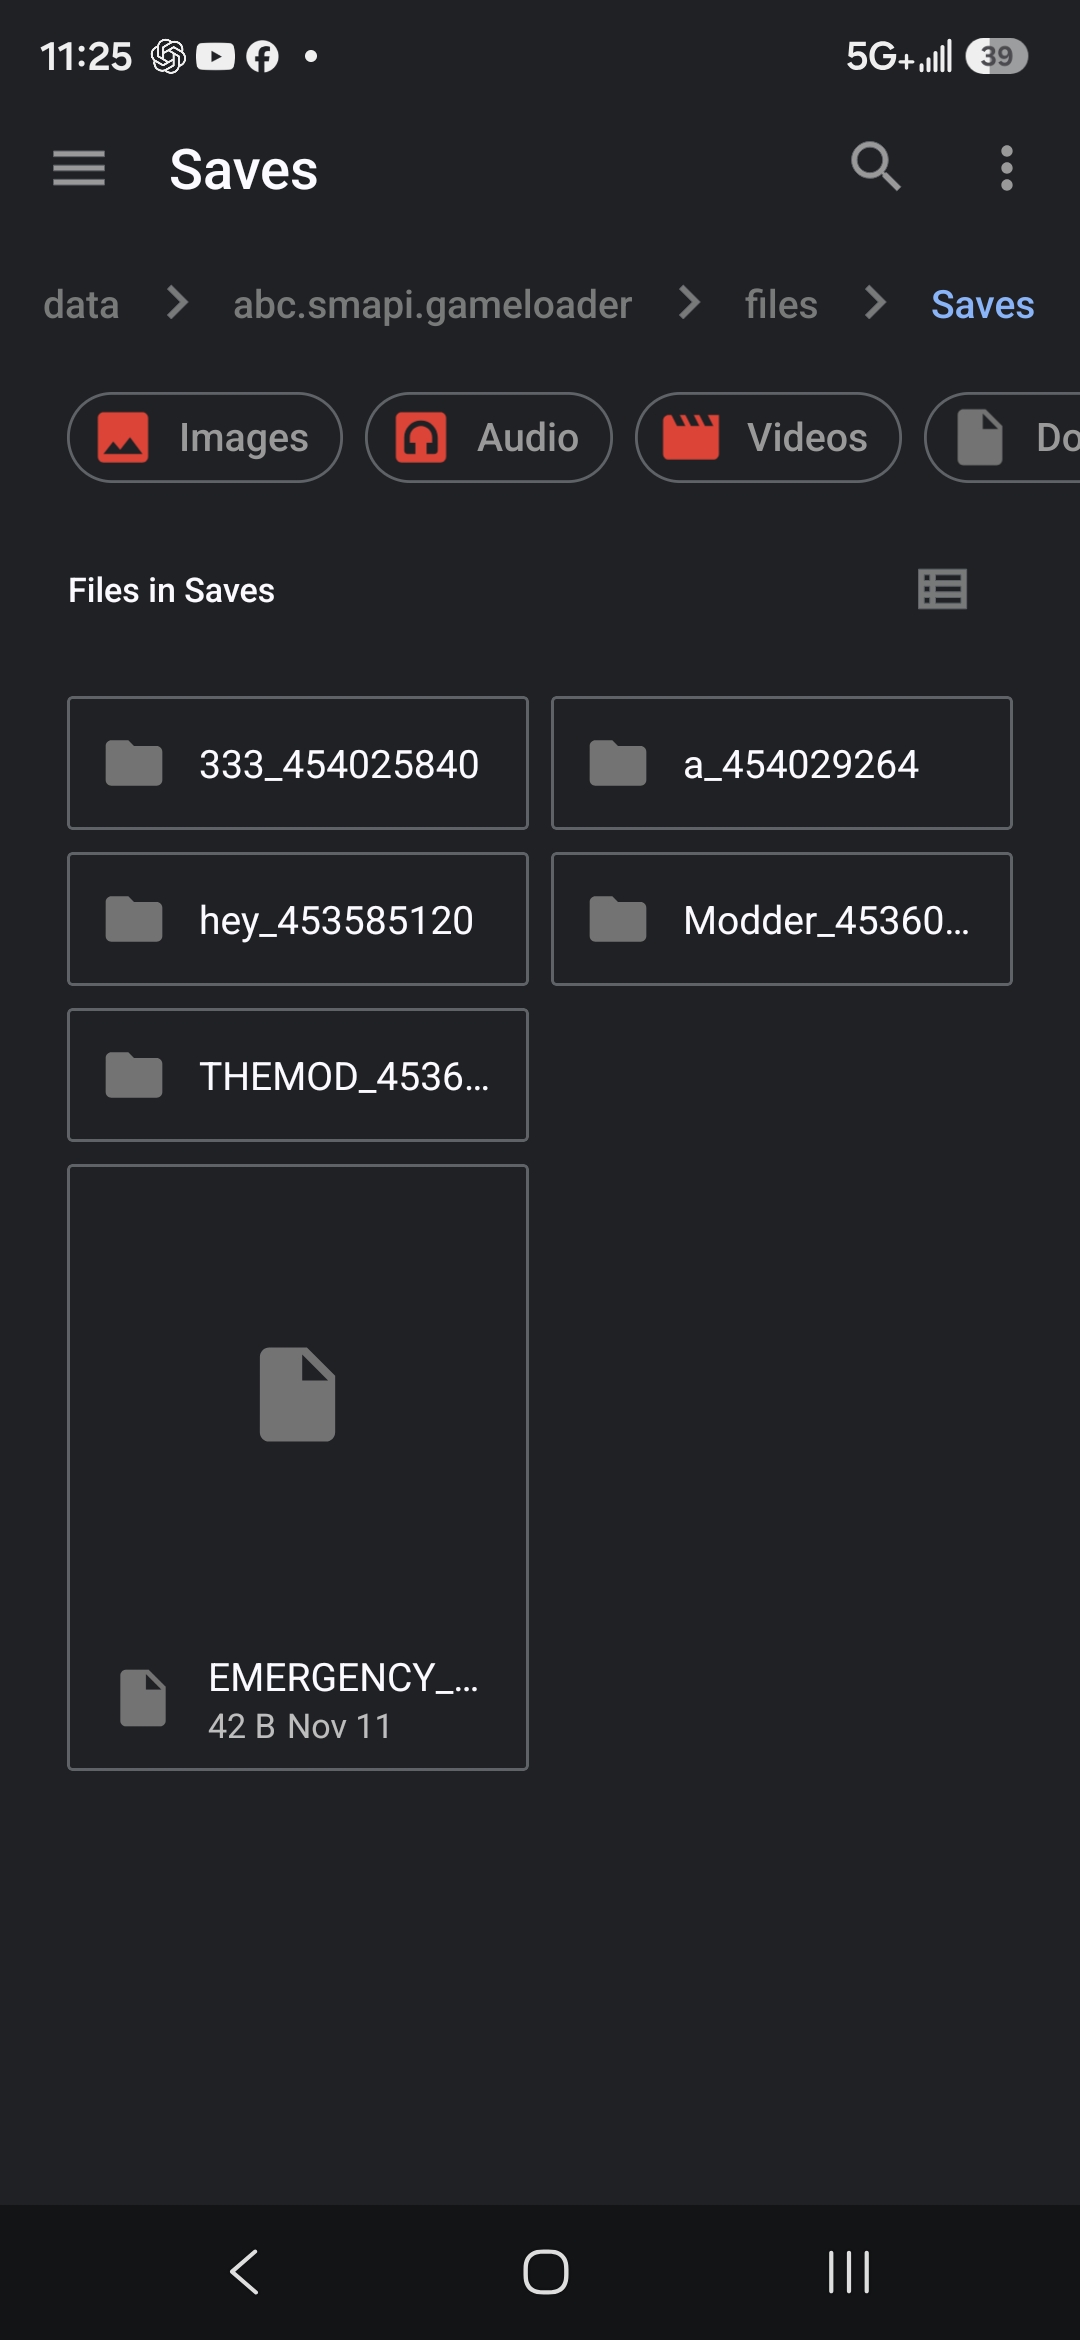 11:25
5G+
39
Saves
data
abc.smapi.gameloader
files
Saves
Images
Audio
Videos
Do
Files in Saves
333_454025840
a_454029264
hey_453585120
Modder_45360...
THEMOD_4536...
EMERGENCY_...
42 B Nov 11